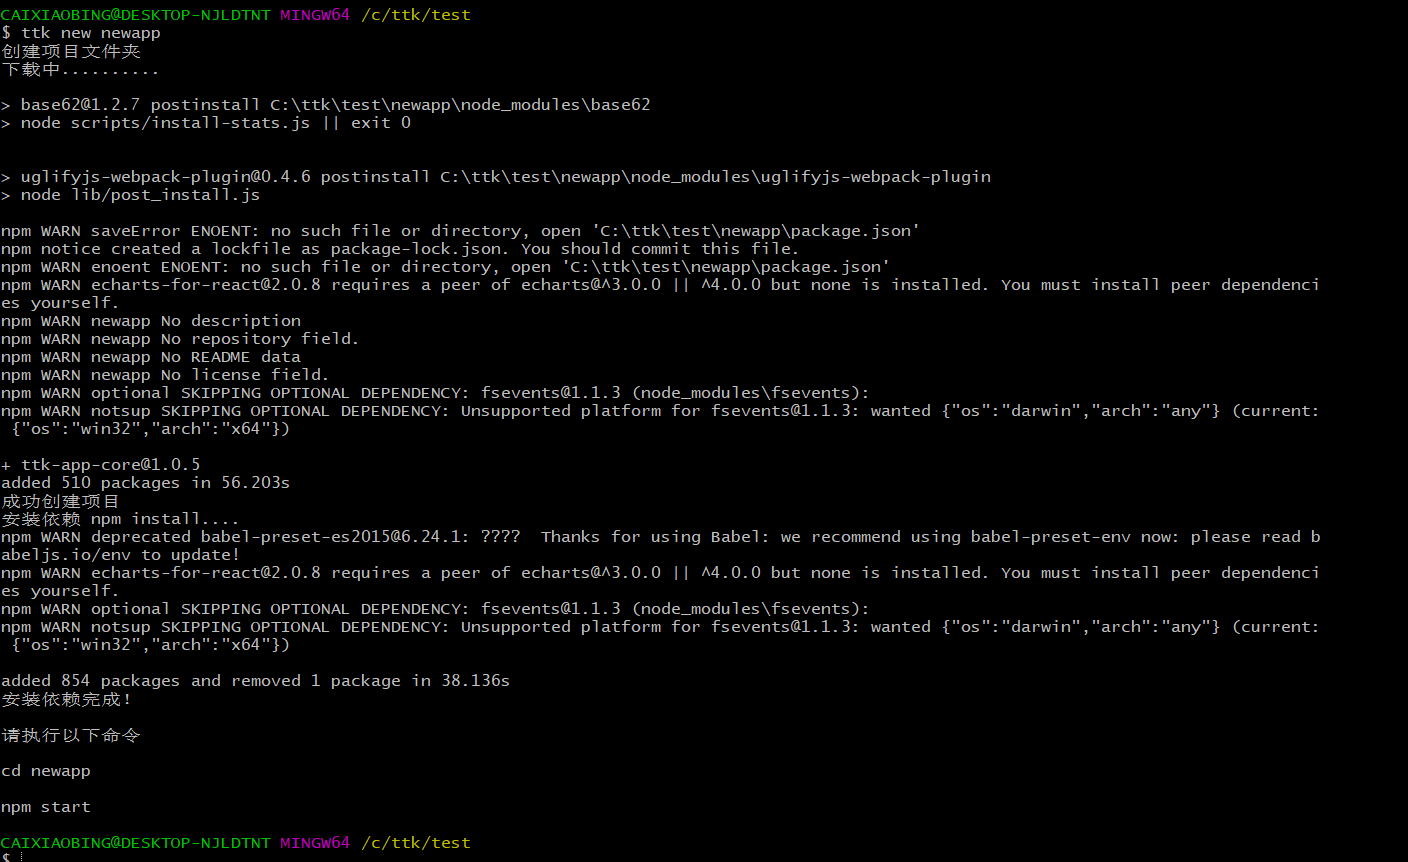 CAIXIAOBING@DESKTOP-NJLDTNT MINGW64 /c/ttk/test
$ ttk new newapp
创建项目文件夹
下载中..........
> base62@1.2.7 postinstall C:\ttk\test\newapp\node_modules\base62
> node scripts/install-stats.js || exit 0
> uglifyjs-webpack-plugin@0.4.6 postinstall C:\ttk\test\newapp\node_modules\uglifyjs-webpack-plugin
> node lib/post_install.js
npm WARN saveError ENOENT: no such file or directory, open 'C:\ttk\test\newapp\package.json'
npm notice created a lockfile as package-lock.json. You should commit this file.
npm WARN enoent ENOENT: no such file or directory, open 'C:\ttk\test\newapp\package.json'
npm WARN echarts-for-react@2.0.8 requires a peer of echarts@^3.0.0 || ^4.0.0 but none is installed. You must install peer dependenci
es yourself.
npm WARN newapp No description
npm WARN newapp No repository field.
npm WARN newapp No README data
npm WARN newapp No license field.
npm WARN optional SKIPPING OPTIONAL DEPENDENCY: fsevents@1.1.3 (node_modules\fsevents):
npm WARN notsup SKIPPING OPTIONAL DEPENDENCY: Unsupported platform for fsevents@1.1.3: wanted {"os":"darwin","arch":"any"} (current:
{"os":"win32","arch":"x64"})
+ ttk-app-core@1.0.5
added 510 packages in 56.203s
成功创建项目
安装依赖 npm install....
npm WARN deprecated babel-preset-es2015@6.24.1: ????  Thanks for using Babel: we recommend using babel-preset-env now: please read b
abeljs.io/env to update!
npm WARN echarts-for-react@2.0.8 requires a peer of echarts@^3.0.0 || ^4.0.0 but none is installed. You must install peer dependenci
es yourself.
npm WARN optional SKIPPING OPTIONAL DEPENDENCY: fsevents@1.1.3 (node_modules\fsevents):
npm WARN notsup SKIPPING OPTIONAL DEPENDENCY: Unsupported platform for fsevents@1.1.3: wanted {"os":"darwin","arch":"any"} (current:
{"os":"win32","arch":"x64"})
added 854 packages and removed 1 package in 38.136s
安装依赖完成!
请执行以下命令
cd newapp
npm start
CAIXIAOBING@DESKTOP-NJLDTNT MINGW64 /c/ttk/test
$